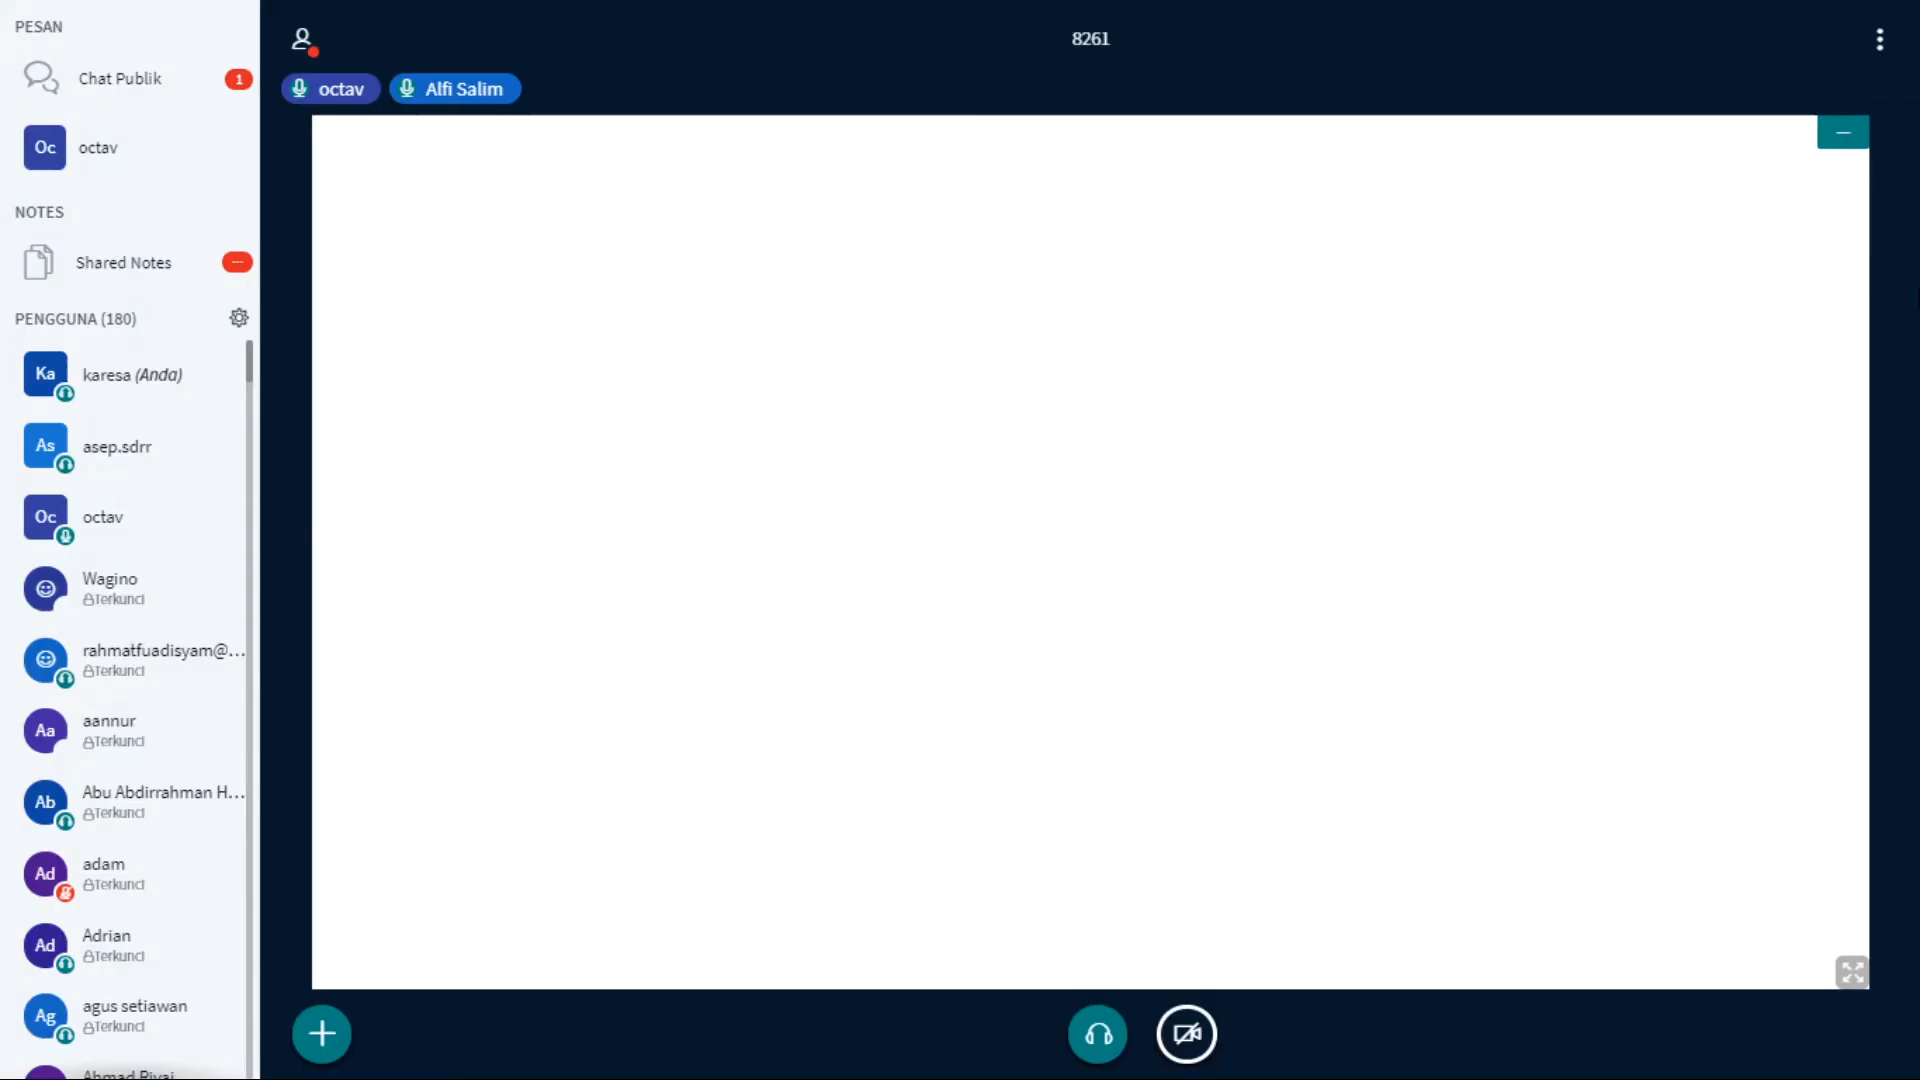 PESAN
Chat Publik
1
Oc
octav
NOTES
Shared Notes
PENGGUNA (180)
Ka
karesa (Anda)
As
asep.sdrr
Oc
octav
Wagino
Terkunci
rahmatfuadisyam@...
Terkunci
Aa
aannur
Terkunci
Ab
Abu Abdirrahman H...
Terkunci
Ad
adam
Terkunci
Ad
Adrian
Terkunci
Ag
agus setiawan
Terkunci
Ahmad Rivai
8261
octav
Alfi Salim